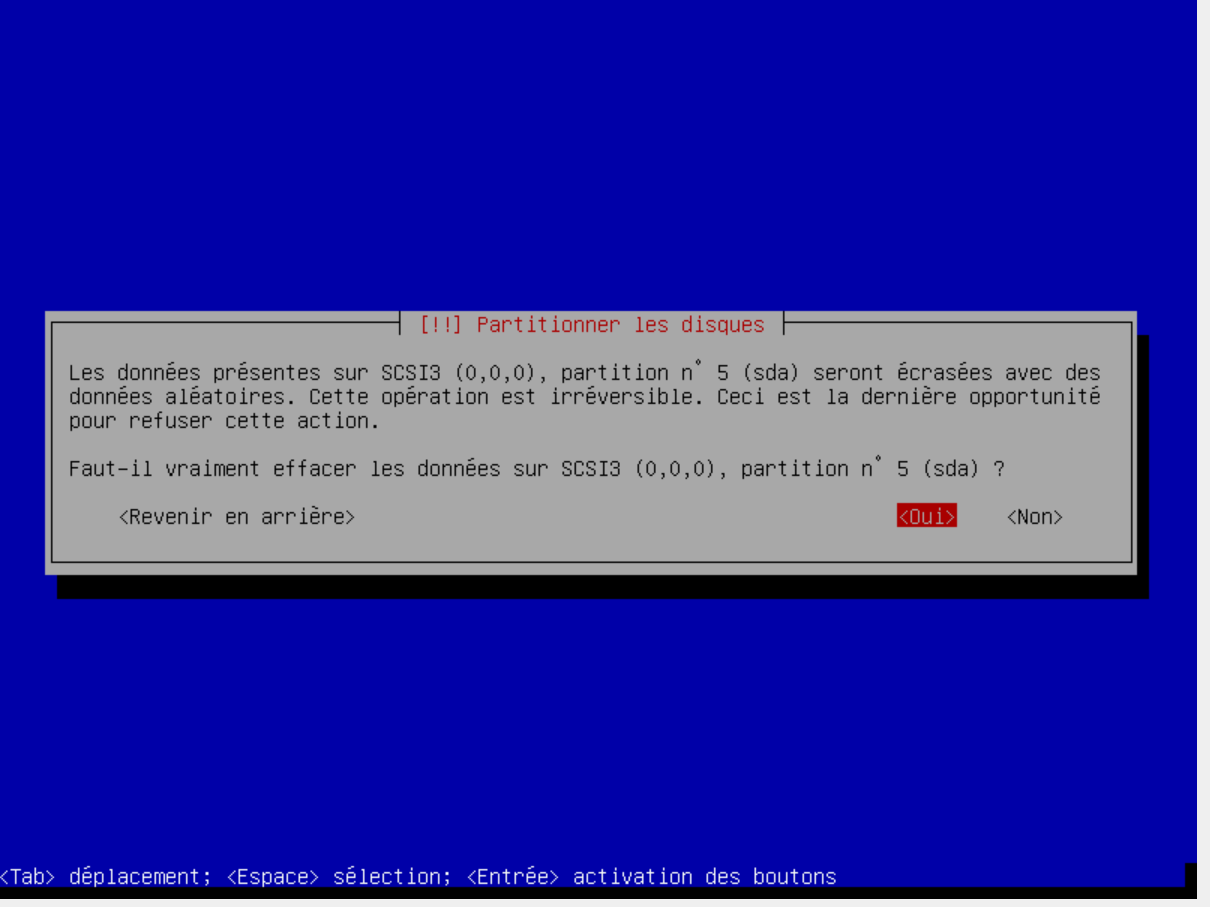 [!!] Partitionner les disques
Les données présentes sur SCSI3 (0,0,0), partition n° 5 (sda) seront écrasées avec des
données aléatoires. Cette opération est irréversible. Ceci est la dernière opportunité
pour refuser cette action.
Faut-il vraiment effacer les données sur SCSI3 (0,0,0), partition n° 5 (sda) ?
<Revenir en arrière> <Oui> <Non>
<Tab> déplacement; <Espace> sélection; <Entrée> activation des boutons